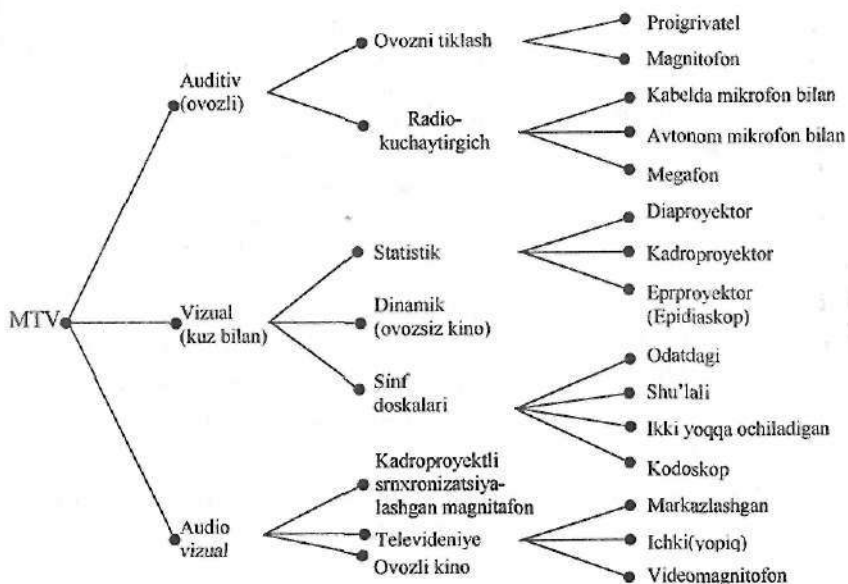 MTV
Auditiv
(ovozli)
Ovozni tiklash
Proigrivatel
Magnitofon
Radio-
kuchaytirgich
Kabelda mikrofon bilan
Avtonom mikrofon bilan
Megafon
Vizual
(kuz bilan)
Statistik
Diaproyektor
Kadroproyektor
Eprproyektor
(Epidiaskop)
Dinamik
(ovozsiz kino)
Sinf
doskalari
Odatdagi
Shu'lali
Ikki yoqqa ochiladigan
Kodoskop
Audio
vizual
Kadroproyektli
srnxronizatsiya-
lashgan magnitafon
Televideniye
Markazlashgan
Ichki(yopiq)
Videomagnitofon
Ovozli kino